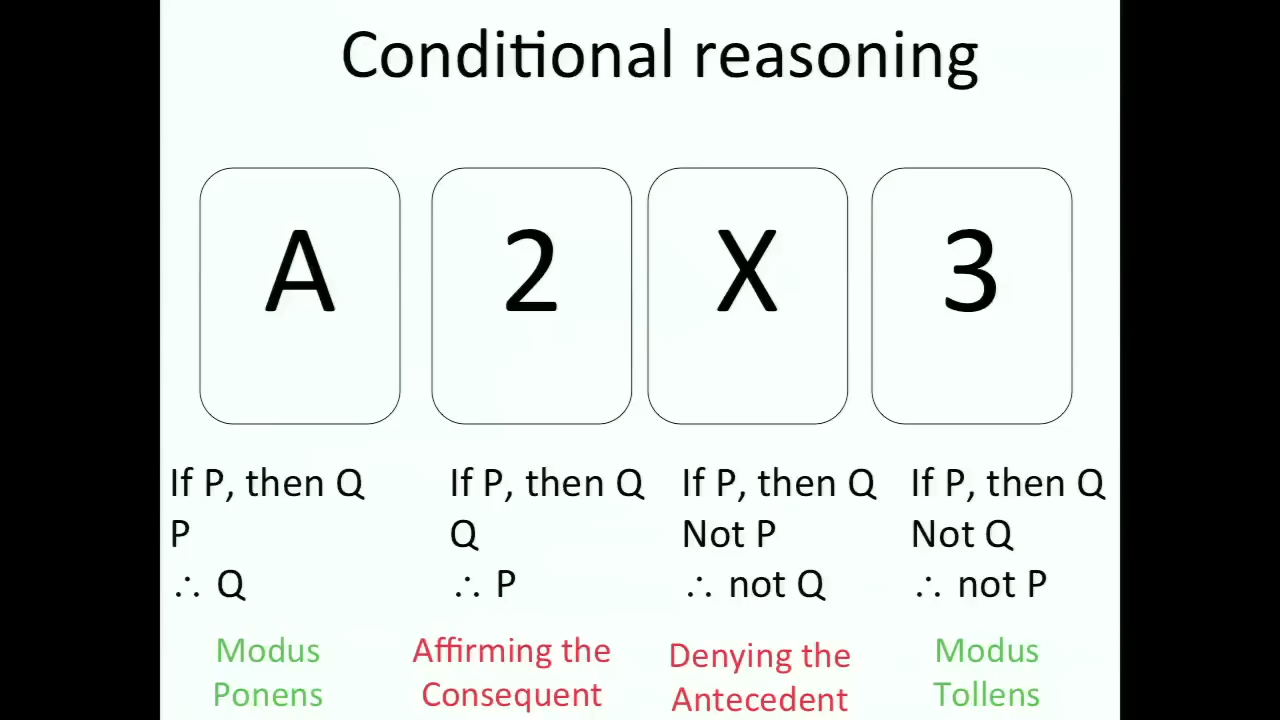 Conditional reasoning
A
2
X
3
If P, then Q
P
∴ Q
Modus
Ponens
If P, then Q
Q
∴ P
Affirming the
Consequent
If P, then Q
Not P
∴ not Q
Denying the
Antecedent
If P, then Q
Not Q
∴ not P
Modus
Tollens